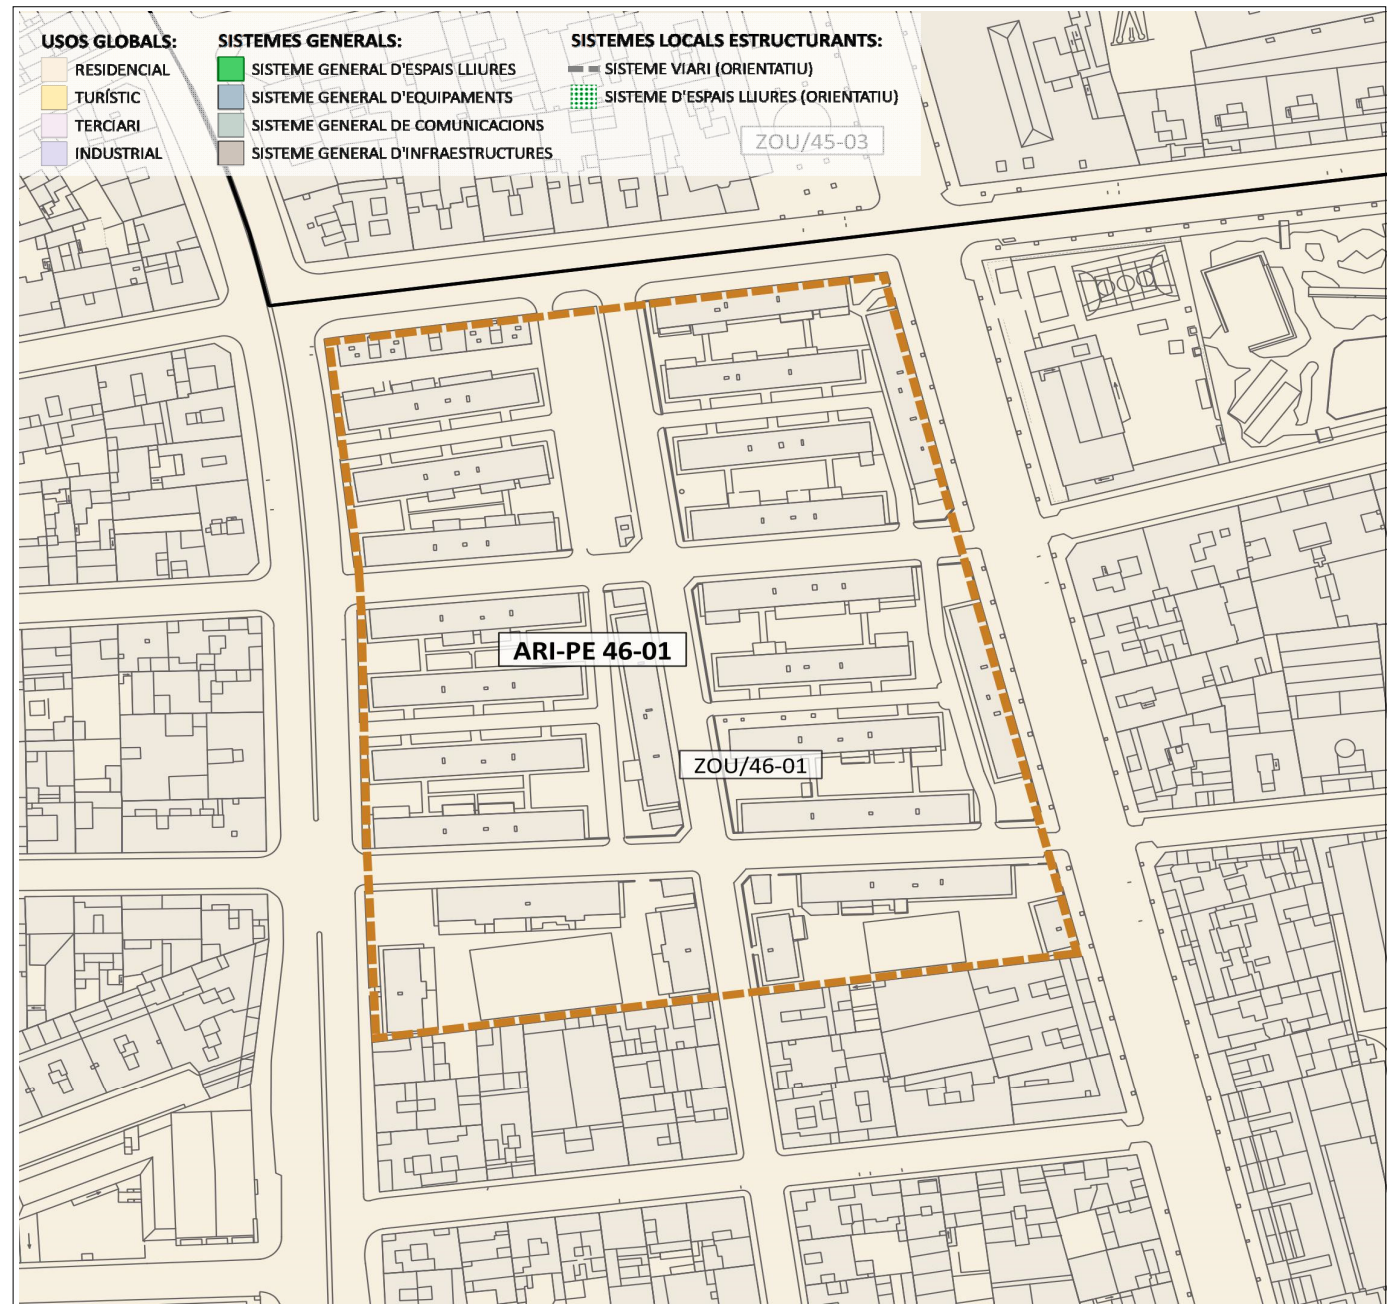 USOS GLOBALS:
RESIDENCIAL
TURÍSTIC
TERCIARI
INDUSTRIAL
SISTEMES GENERALS:
SISTEME GENERAL D'ESPAIS LLIURES
SISTEME GENERAL D'EQUIPAMENTS
SISTEME GENERAL DE COMUNICACIONS
SISTEME GENERAL D'INFRAESTRUCTURES
SISTEMES LOCALS ESTRUCTURANTS:
SISTEME VIARI (ORIENTATIU)
SISTEME D'ESPAIS LLIURES (ORIENTATIU)
ZOU/45-03
ARI-PE 46-01
ZOU/46-01